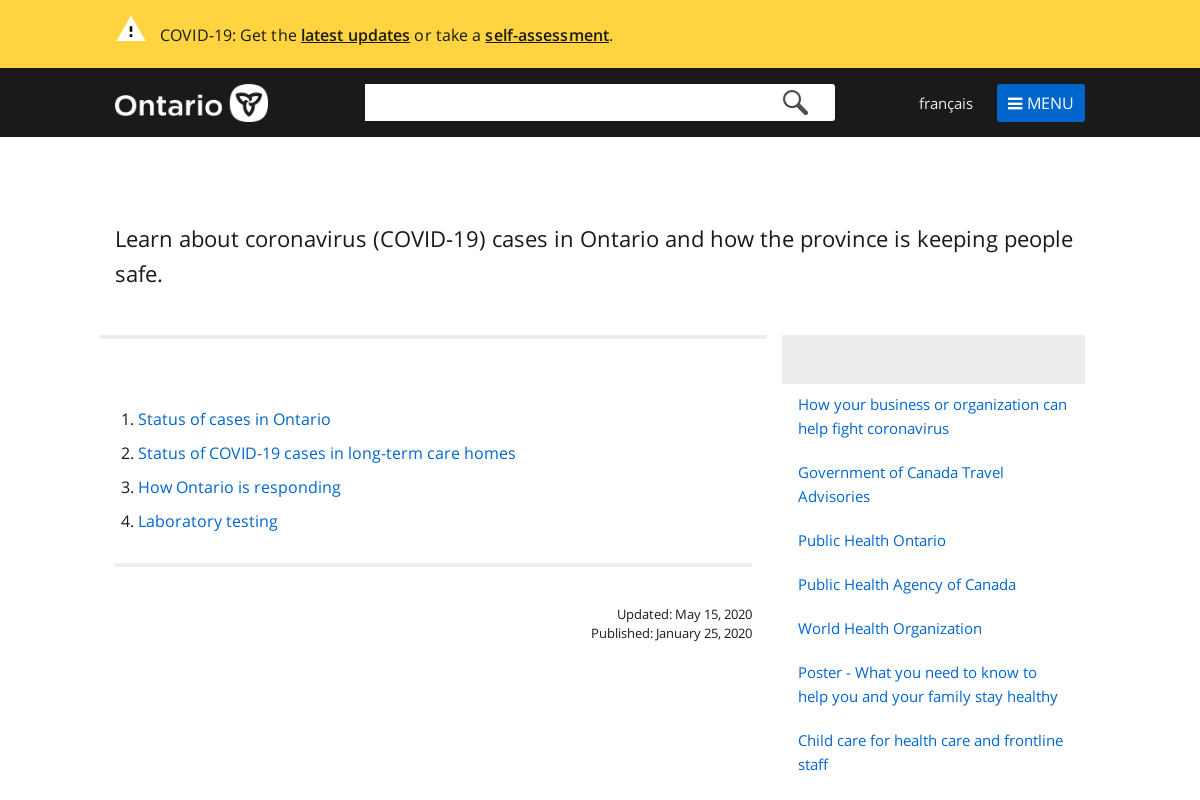 COVID-19: Get the latest updates or take a self-assessment.
Ontario
français
MENU
Learn about coronavirus (COVID-19) cases in Ontario and how the province is keeping people
safe.
1. Status of cases in Ontario
2. Status of COVID-19 cases in long-term care homes
3. How Ontario is responding
4. Laboratory testing
Updated: May 15, 2020
Published: January 25, 2020
How your business or organization can
help fight coronavirus
Government of Canada Travel
Advisories
Public Health Ontario
Public Health Agency of Canada
World Health Organization
Poster - What you need to know to
help you and your family stay healthy
Child care for health care and frontline
staff